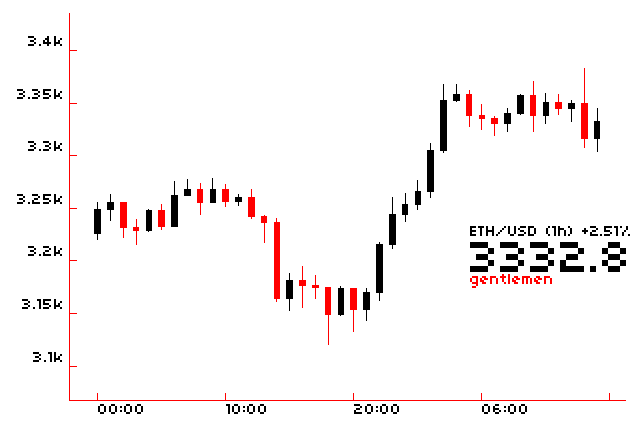 3.4k
3.35k
3.3k
3.25k
3.2k
3.15k
3.1k
ETH/USD (1h) +2.51%
3332.8
gentlemen
00:00 10:00 20:00 06:00